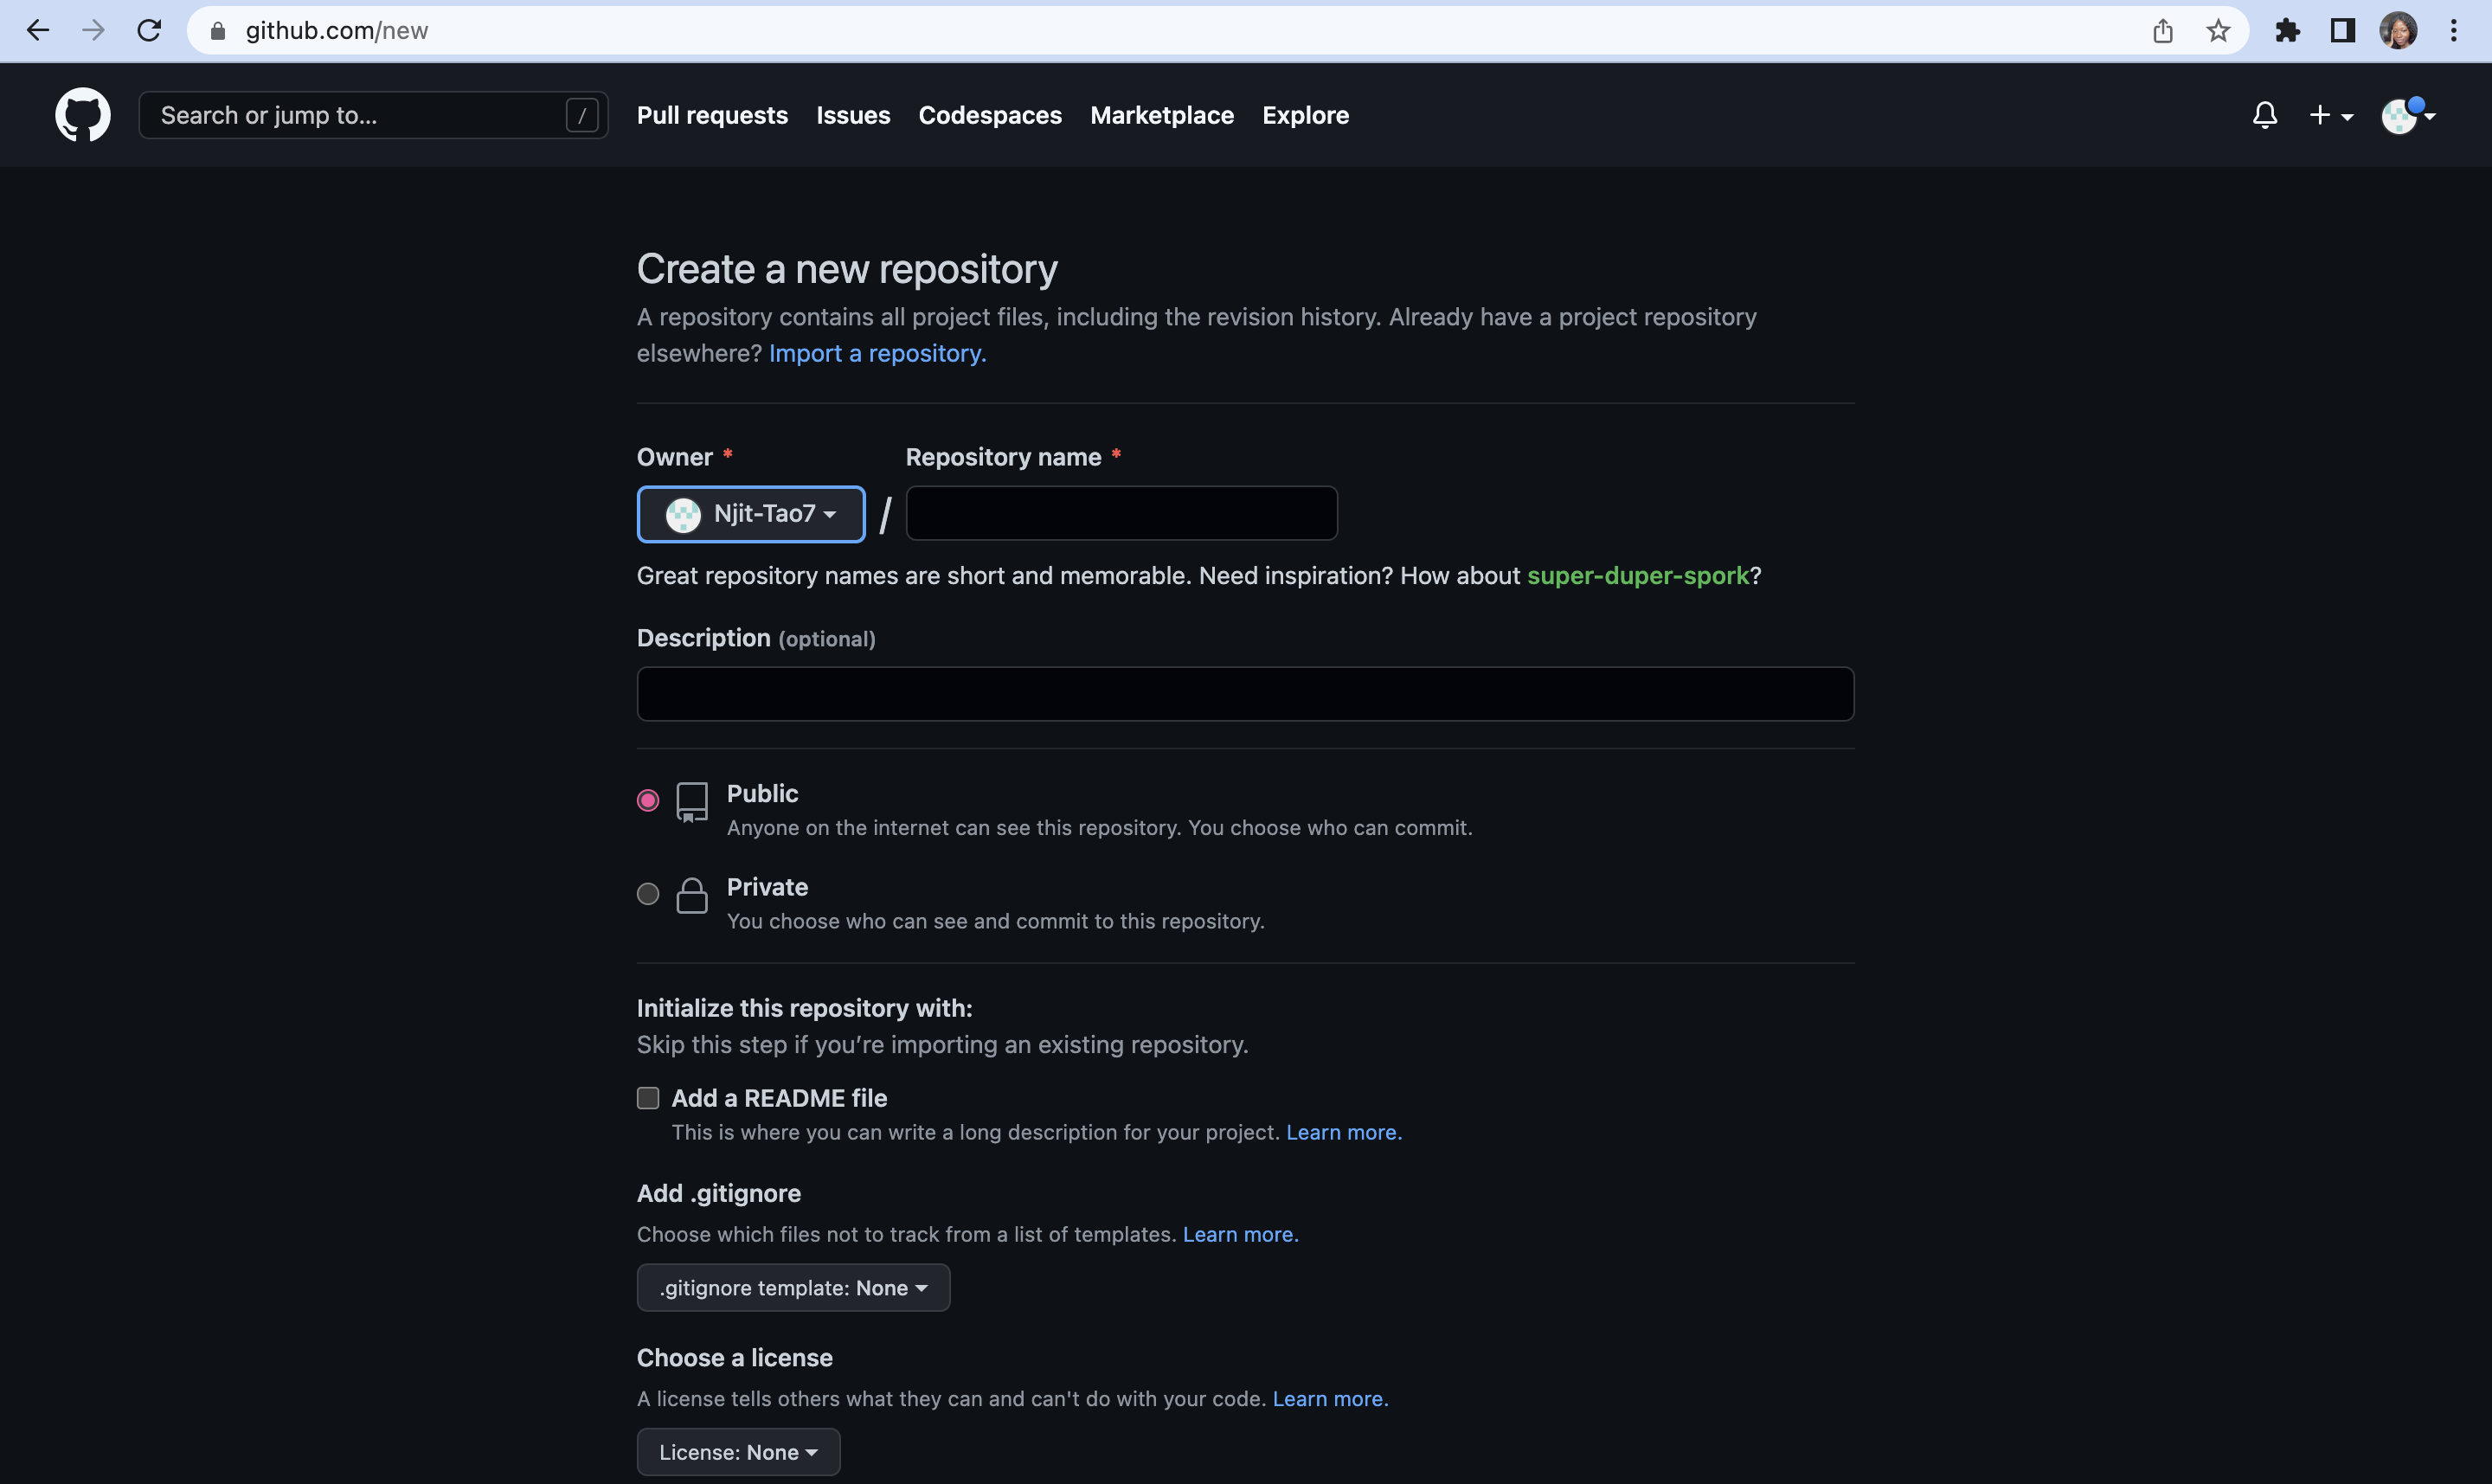 github.com/new
Search or jump to... /
Pull requests Issues Codespaces Marketplace Explore
Create a new repository
A repository contains all project files, including the revision history. Already have a project repository
elsewhere? Import a repository.
Owner * Repository name *
Njit-Tao7 /
Great repository names are short and memorable. Need inspiration? How about super-duper-spork?
Description (optional)
Public
Anyone on the internet can see this repository. You choose who can commit.
Private
You choose who can see and commit to this repository.
Initialize this repository with:
Skip this step if you’re importing an existing repository.
Add a README file
This is where you can write a long description for your project. Learn more.
Add .gitignore
Choose which files not to track from a list of templates. Learn more.
.gitignore template: None
Choose a license
A license tells others what they can and can't do with your code. Learn more.
License: None